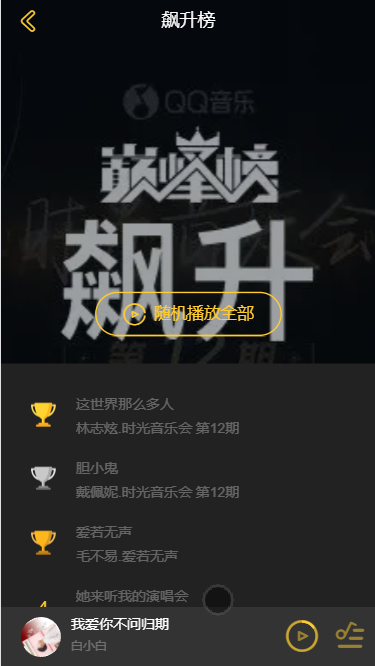 飙升榜
QQ音乐
巅峰榜
飙升
随机播放全部
第12期
这世界那么多人
林志炫.时光音乐会 第12期
胆小鬼
戴佩妮.时光音乐会 第12期
爱若无声
毛不易.爱若无声
4
她来听我的演唱会
我爱你不问归期
白小白